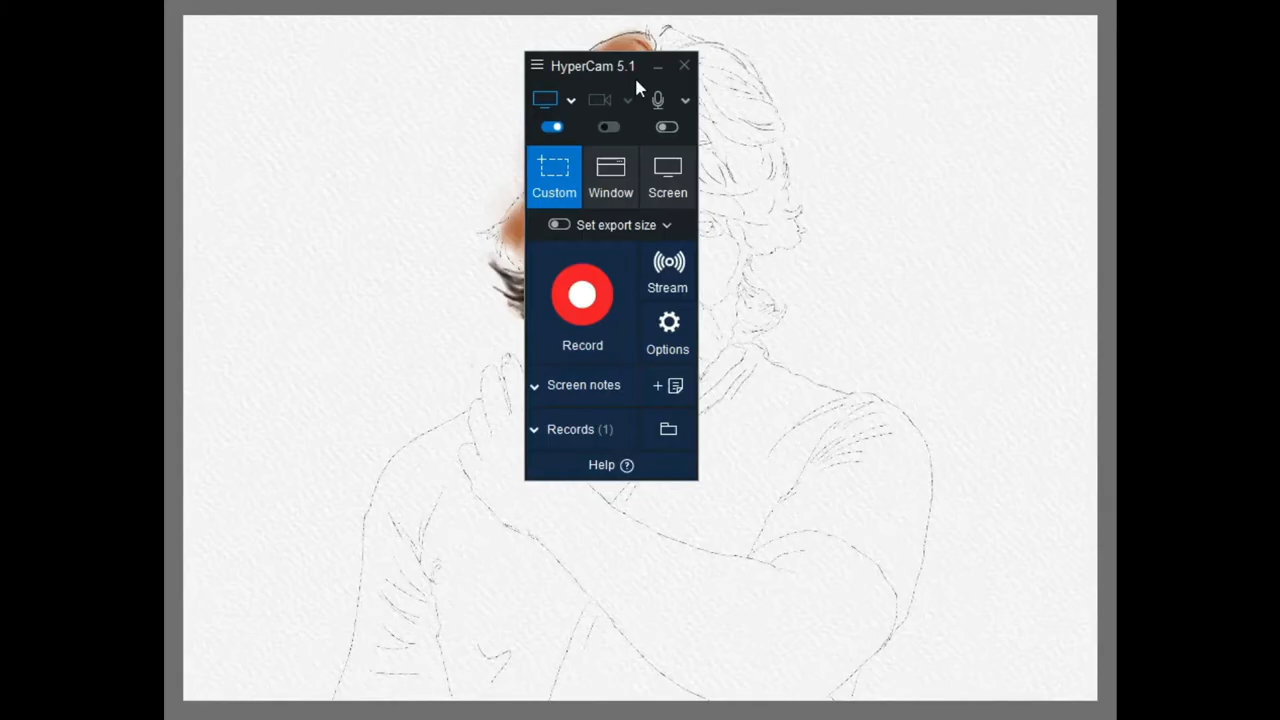 HyperCam 5.1
Custom Window Screen
Set export size
Stream
Record
Options
Screen notes
Records (1)
Help